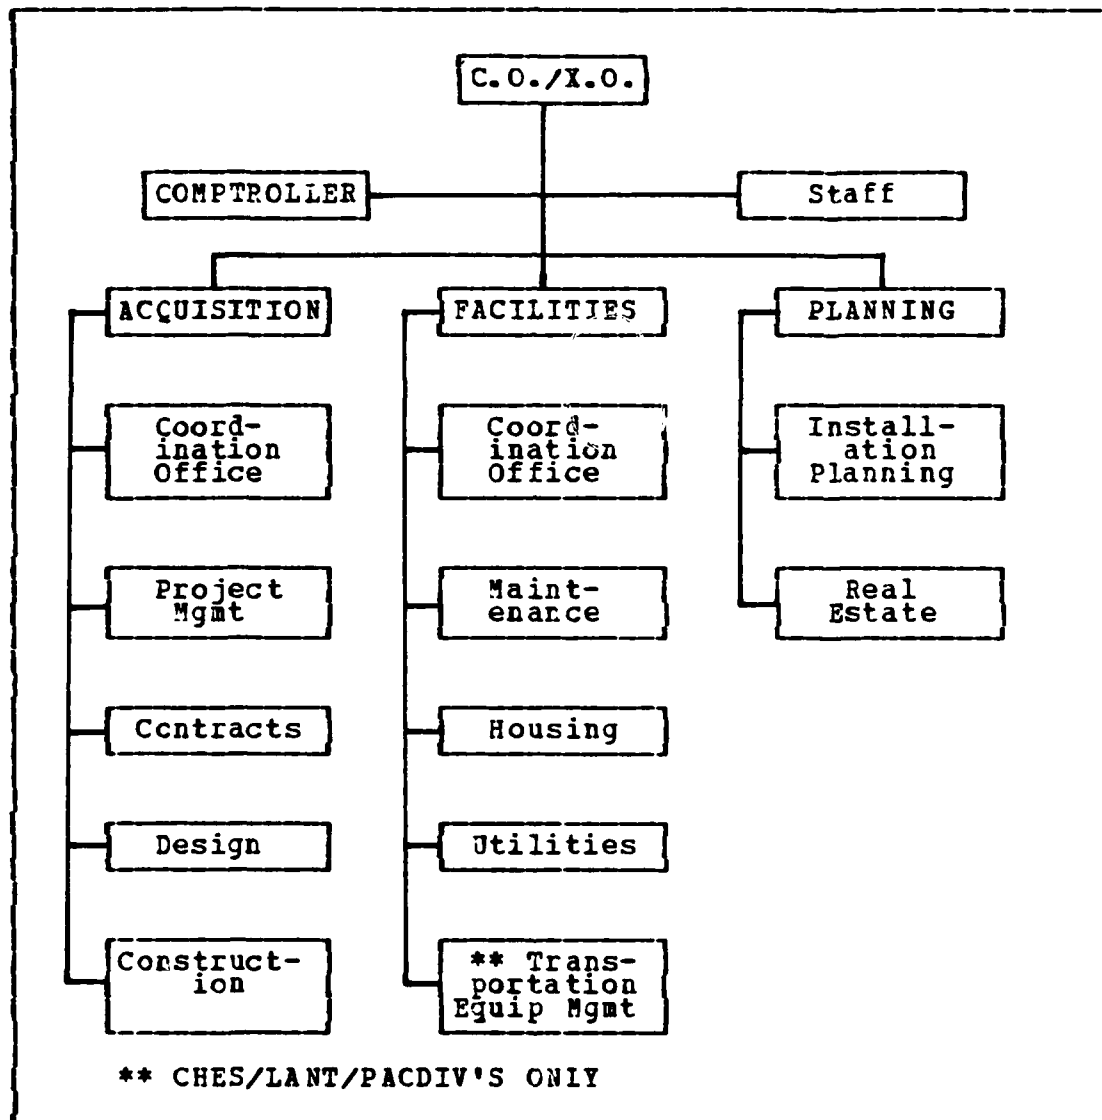 C.O./X.O.
COMPTROLLER
Staff
ACQUISITION
FACILITIES
PLANNING
Coord-
ination
Office
Coord-
ination
Office
Install-
ation
Planning
Project
Mgmt
Maint-
enance
Real
Estate
Contracts
Housing
Design
Utilities
Construct-
ion
** Trans-
portation
Equip Mgmt
** CHES/LANT/PACDIV'S ONLY